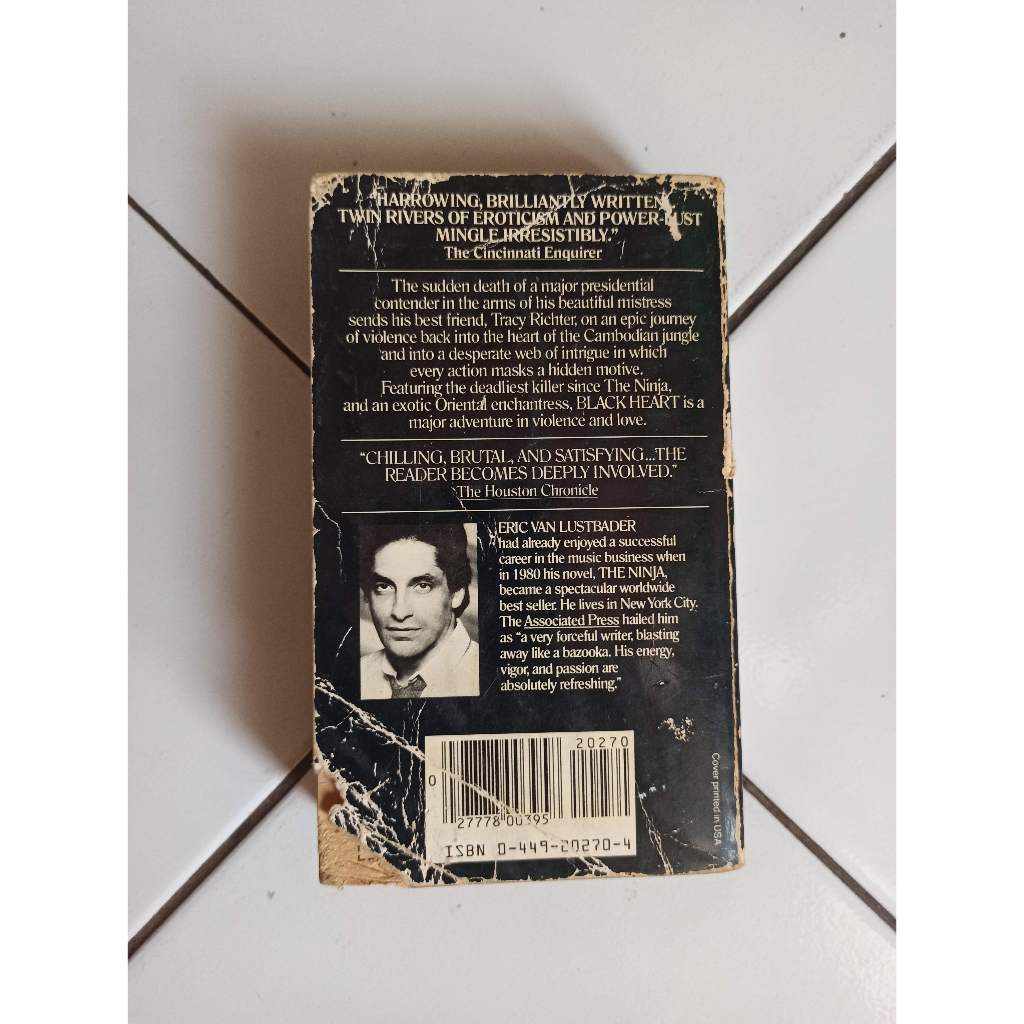 "HARROWING, BRILLIANTLY WRITTEN,
TWIN RIVERS OF EROTICISM AND POWER-LUST
MINGLE IRRESISTIBLY."
The Cincinnati Enquirer
The sudden death of a major presidential
contender in the arms of his beautiful mistress
sends his best friend, Tracy Richter, on an epic journey
of violence back into the heart of the Cambodian jungle
and into a desperate web of intrigue in which
every action masks a hidden motive.
Featuring the deadliest killer since The Ninja,
and an exotic Oriental enchantress, BLACK HEART is a
major adventure in violence and love.
"CHILLING, BRUTAL, AND SATISFYING...THE
READER BECOMES DEEPLY INVOLVED."
The Houston Chronicle
ERIC VAN LUSTBADER
had already enjoyed a successful
career in the music business when
in 1980 his novel, THE NINJA,
became a spectacular worldwide
best seller. He lives in New York City.
The Associated Press hailed him
as "a very forceful writer, blasting
away like a bazooka. His energy,
vigor, and passion are
absolutely refreshing."
20270
0
27778 00395
ISBN 0-449-20270-4
Cover printed in USA